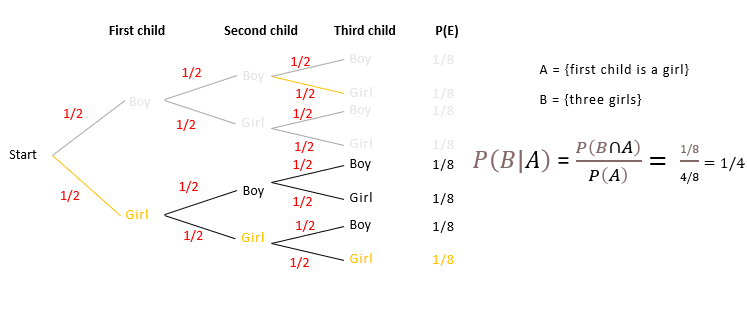 First child Second child Third child P(E)
1/2 Boy 1/8
1/2 Boy
1/2 Girl 1/8
1/2 Boy 1/8
1/2 Boy
1/2 Girl
1/2 Girl 1/8
Start
1/2 Boy 1/8
1/2 Boy
1/2 Girl 1/8
1/2 Girl
1/2 Boy 1/8
1/2 Girl
1/2 Girl 1/8
A = {first child is a girl}
B = {three girls}
P(B|A) = P(B∩A) / P(A) = 1/8 / 4/8 = 1/4